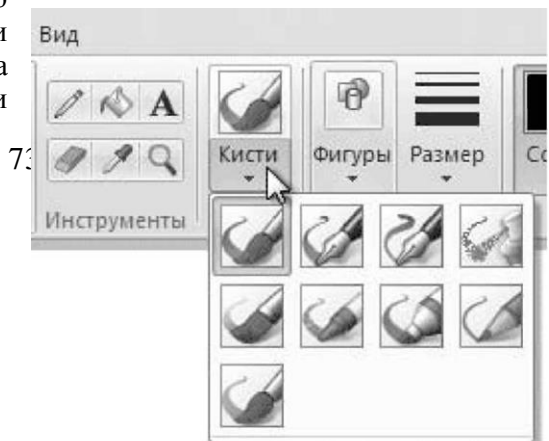 и
Вид
а
и
A
73
Кисти
Фигуры
Размер
Инструменты